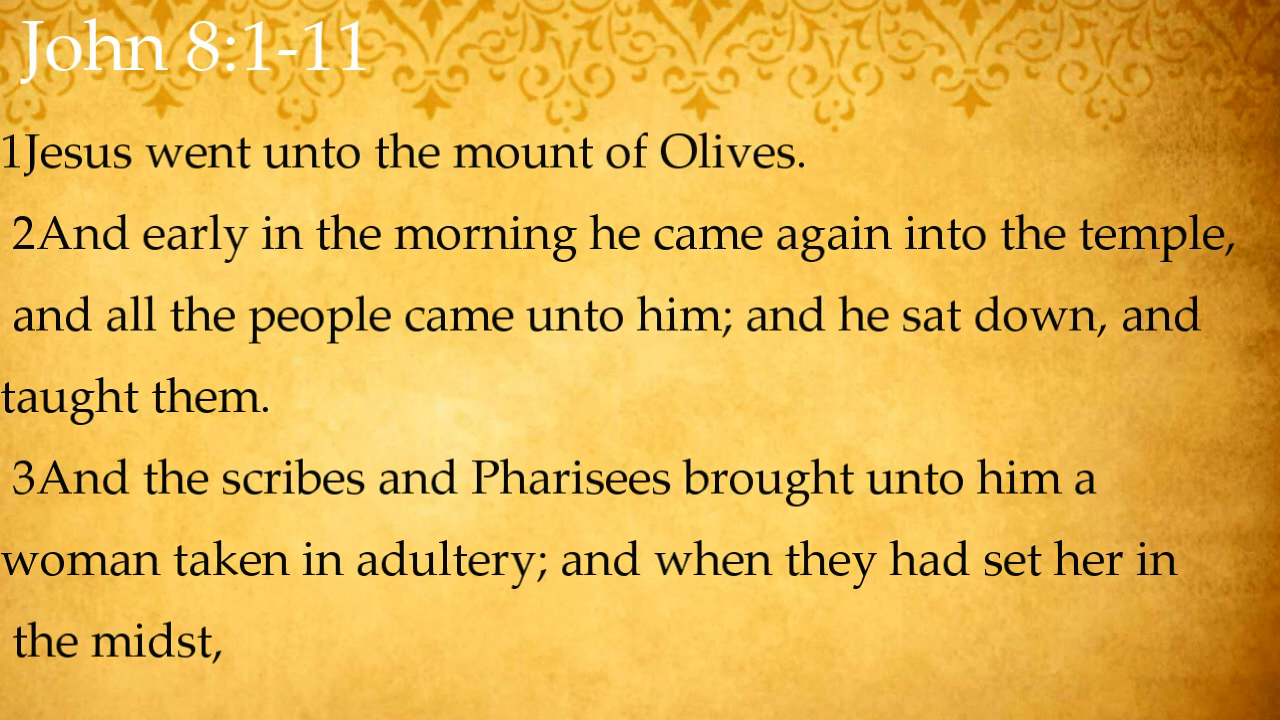 John 8:1-11
1Jesus went unto the mount of Olives.
2And early in the morning he came again into the temple,
and all the people came unto him; and he sat down, and
taught them.
3And the scribes and Pharisees brought unto him a
woman taken in adultery; and when they had set her in
the midst,